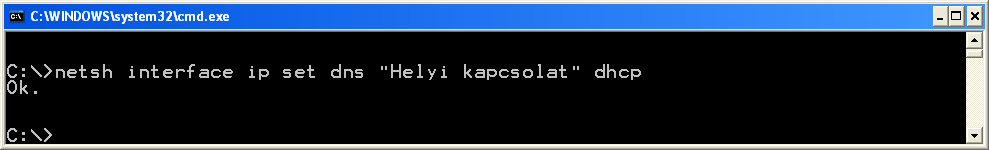 C:\WINDOWS\system32\cmd.exe
C:\>netsh interface ip set dns "Helyi kapcsolat" dhcp
Ok.
C:\>